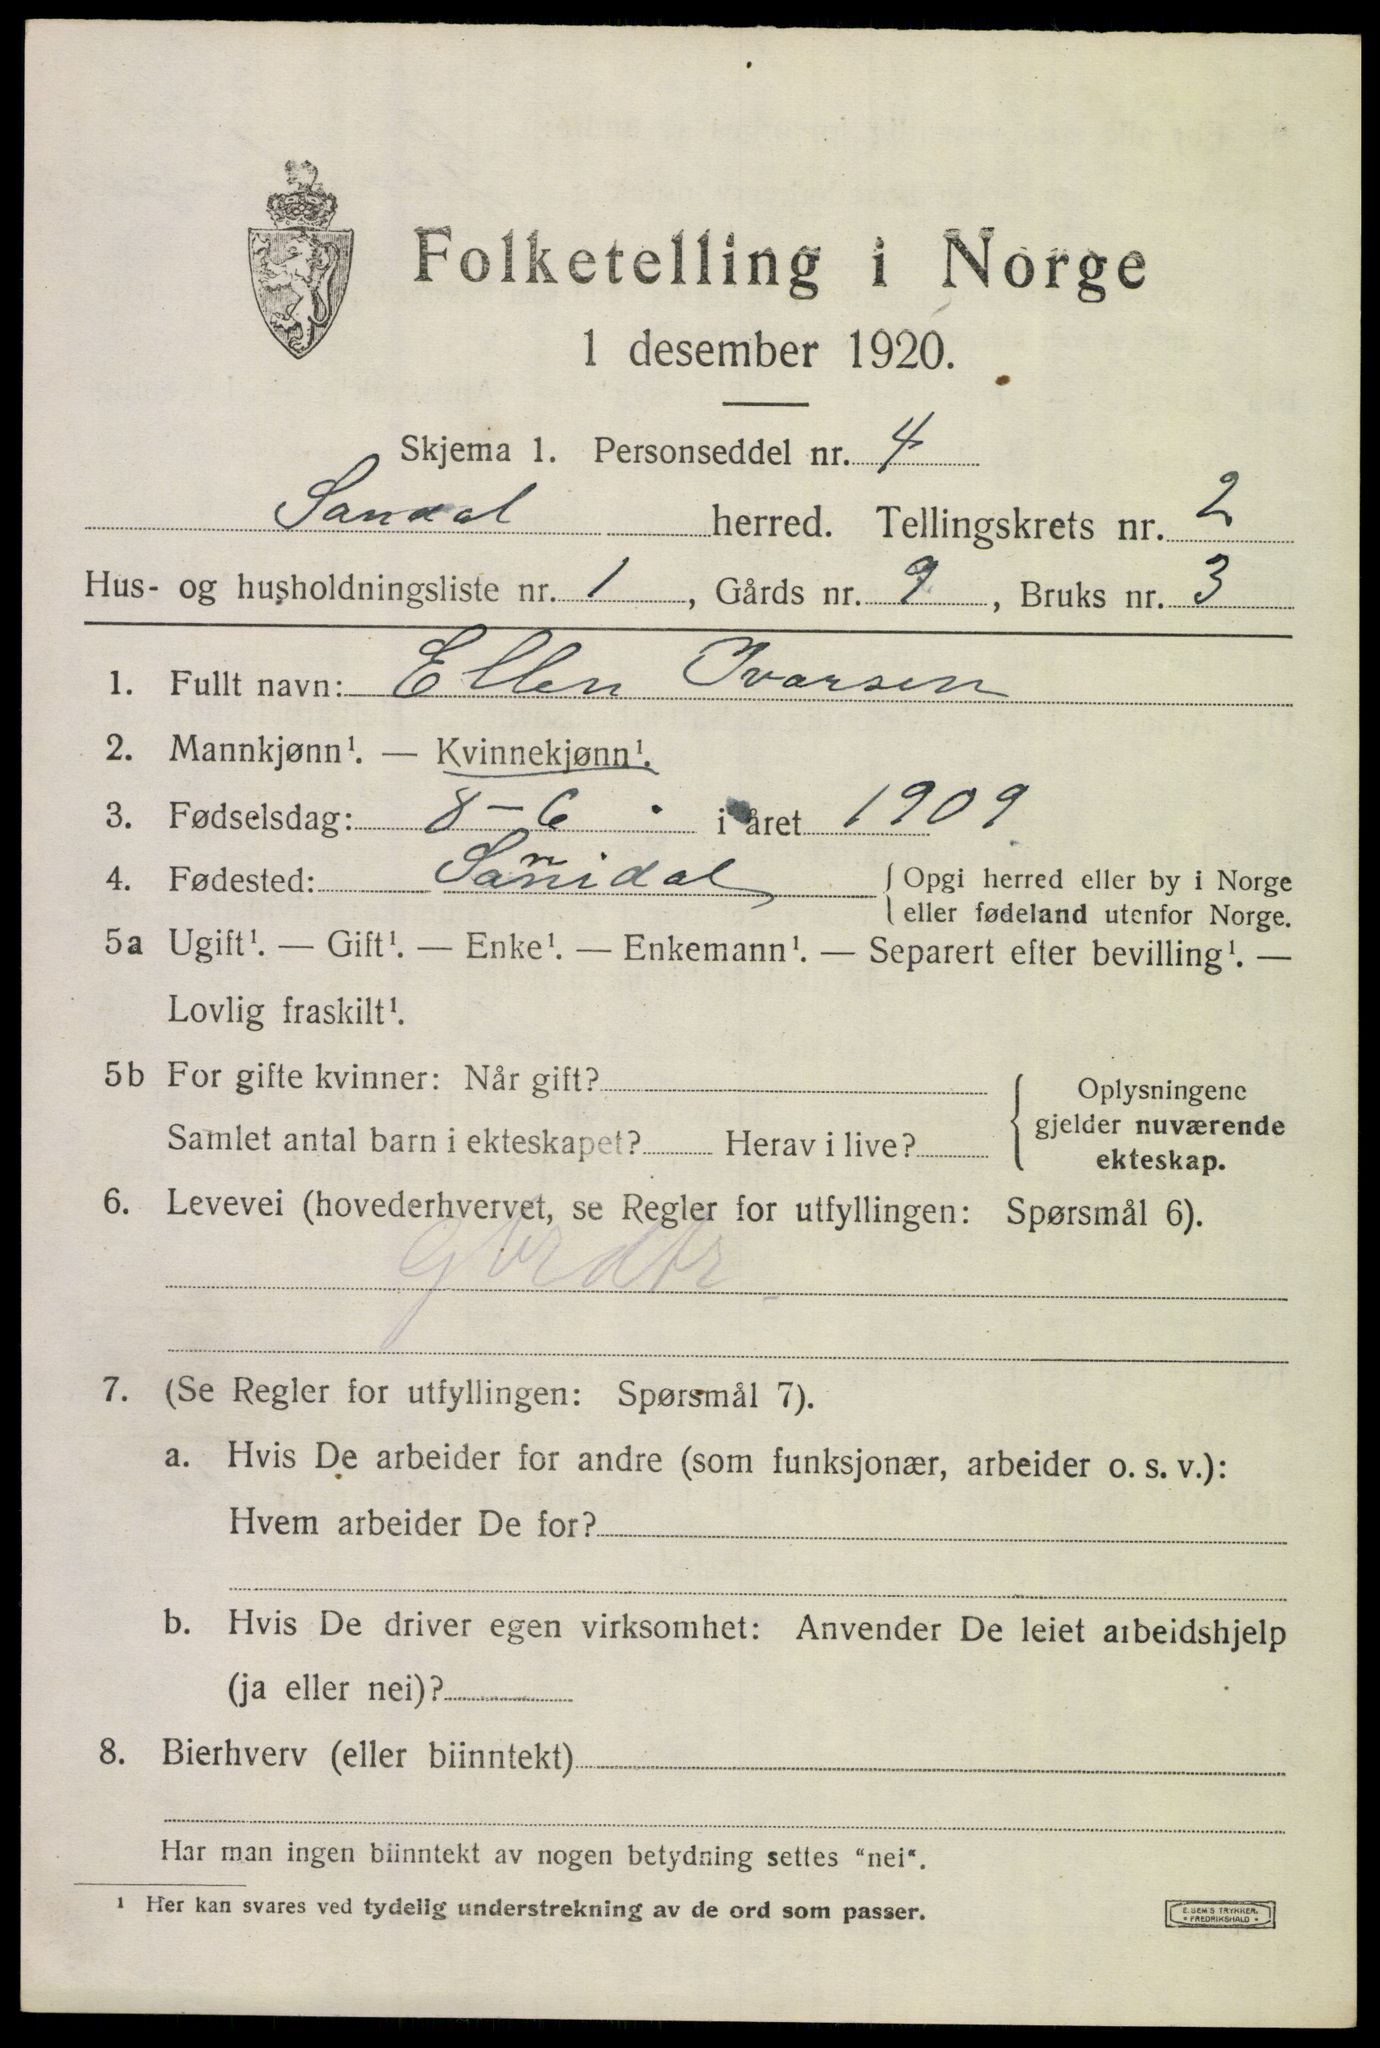 Folketelling i Norge
1 desember 1920.
Skjema 1. Personseddel nr. 4
Sandal herred. Tellingskrets nr. 2
Hus- og husholdningsliste nr. 1, Gårds nr. 9, Bruks nr. 3
1. Fullt navn: Ellen Ivarsen
2. Mannkjønn¹. — Kvinnekjønn¹.
3. Fødselsdag: 8-6 i året 1909
4. Fødested: Sannidal { Opgi herred eller by i Norge
eller fødeland utenfor Norge.
5a Ugift¹. — Gift¹. — Enke¹. — Enkemann¹. — Separert efter bevilling¹. —
Lovlig fraskilt¹.
5b For gifte kvinner: Når gift?
Samlet antal barn i ekteskapet? Herav i live?
{ Oplysningene
gjelder nuværende
ekteskap.
6. Levevei (hovederhvervet, se Regler for utfyllingen: Spørsmål 6).
7. (Se Regler for utfyllingen: Spørsmål 7).
a. Hvis De arbeider for andre (som funksjonær, arbeider o. s. v.):
Hvem arbeider De for?
b. Hvis De driver egen virksomhet: Anvender De leiet arbeidshjelp
(ja eller nei)?
8. Bierhverv (eller biinntekt)
Har man ingen biinntekt av nogen betydning settes "nei".
¹ Her kan svares ved tydelig understrekning av de ord som passer.
E. SEM'S TRYKKER.
* FREDRIKSHALD *